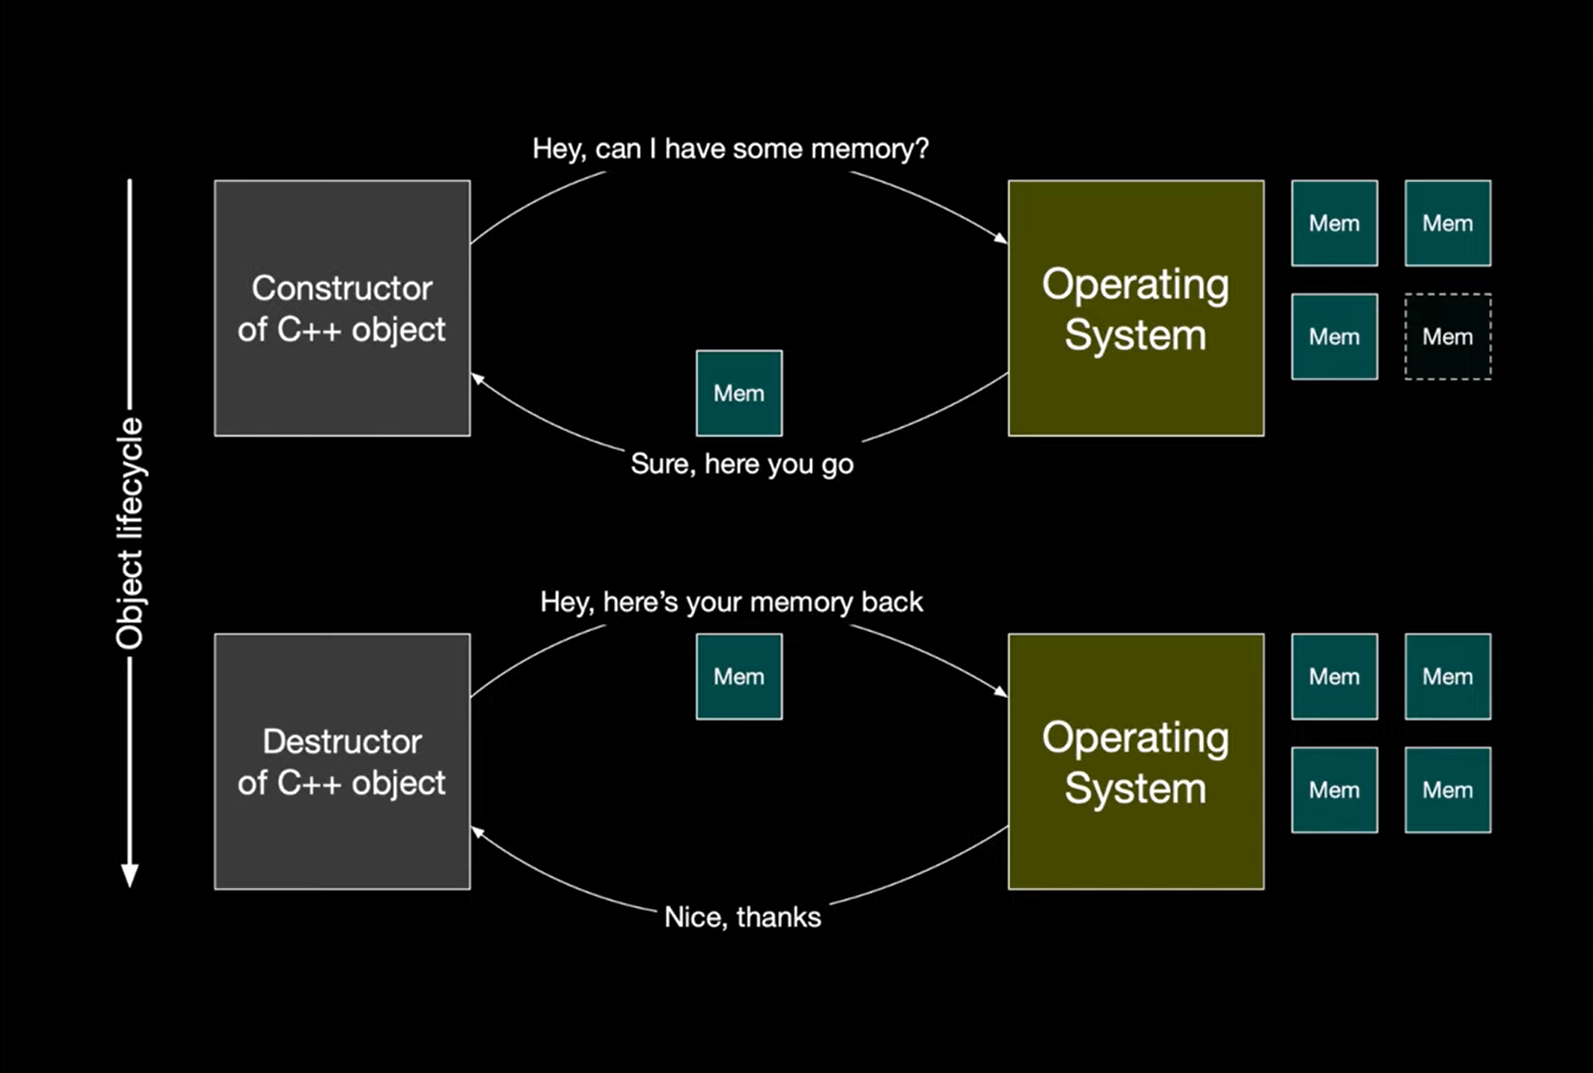 Hey, can I have some memory?
Constructor
of C++ object
Operating
System
Mem
Mem
Mem
Mem
Mem
Sure, here you go
Object lifecycle
Hey, here’s your memory back
Destructor
of C++ object
Mem
Operating
System
Mem
Mem
Mem
Mem
Nice, thanks